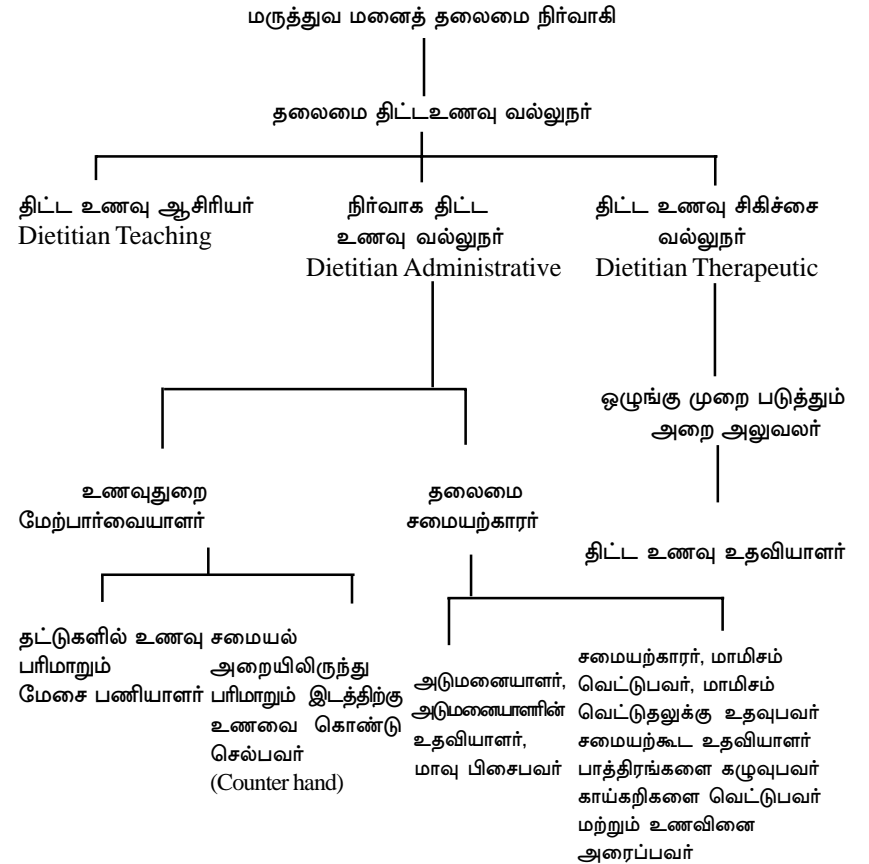 மருத்துவ மனைத் தலைமை நிர்வாகி
தலைமை திட்டஉணவு வல்லுநர்
திட்ட உணவு ஆசிரியர்
Dietitian Teaching
நிர்வாக திட்ட
உணவு வல்லுநர்
Dietitian Administrative
திட்ட உணவு சிகிச்சை
வல்லுநர்
Dietitian Therapeutic
ஒழுங்கு முறை படுத்தும்
அறை அலுவலர்
உணவுதுறை
மேற்பார்வையாளர்
தலைமை
சமையற்காரர்
திட்ட உணவு உதவியாளர்
தட்டுகளில் உணவு
பரிமாறும்
மேசை பணியாளர்
சமையல்
அறையிலிருந்து
பரிமாறும் இடத்திற்கு
உணவை கொண்டு
செல்பவர்
(Counter hand)
அடுமனையாளர்,
அடுமனையாளரின்
உதவியாளர்,
மாவு பிசைபவர்
சமையற்காரர், மாமிசம்
வெட்டுபவர், மாமிசம்
வெட்டுதலுக்கு உதவுபவர்
சமையற்கூட உதவியாளர்
பாத்திரங்களை கழுவுபவர்
காய்கறிகளை வெட்டுபவர்
மற்றும் உணவினை
அரைப்பவர்